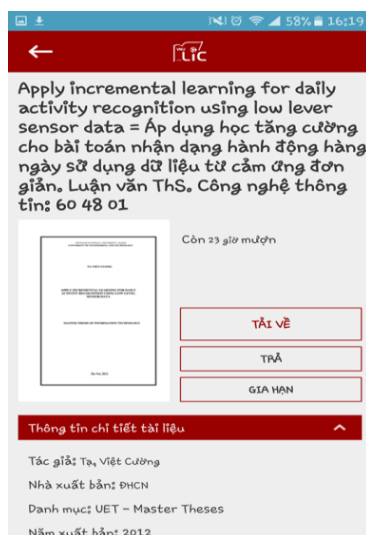 58% 16:19
LIC
Apply incremental learning for daily
activity recognition using low lever
sensor data = Áp dụng học tăng cường
cho bài toán nhận dạng hành động hàng
ngày sử dụng dữ liệu từ cảm ứng đơn
giản. Luận văn ThS. Công nghệ thông
tin: 60 48 01
Còn 23 giờ mượn
TẢI VỀ
TRẢ
GIA HẠN
Thông tin chi tiết tài liệu
Tác giả: Tạ, Việt Cường
Nhà xuất bản: ĐHCN
Danh mục: UET - Master Theses
Năm xuất bản: 2012